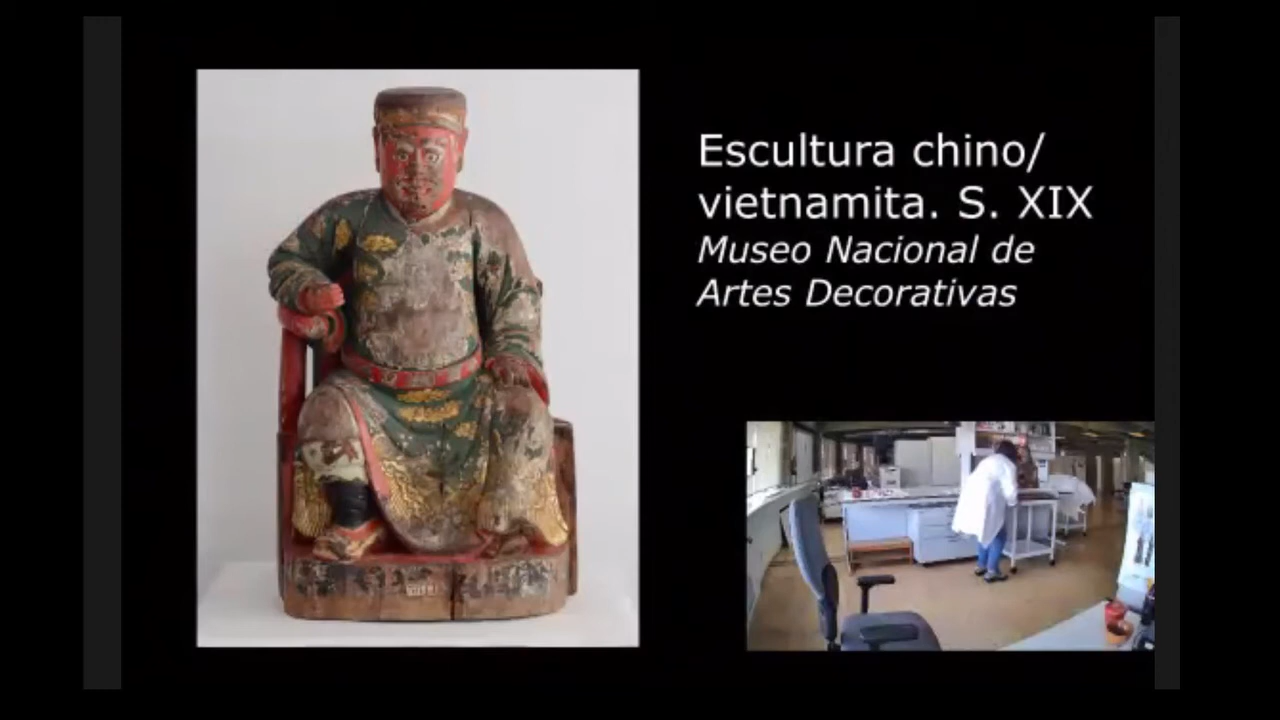 Escultura chino/
vietnamita. S. XIX
Museo Nacional de
Artes Decorativas